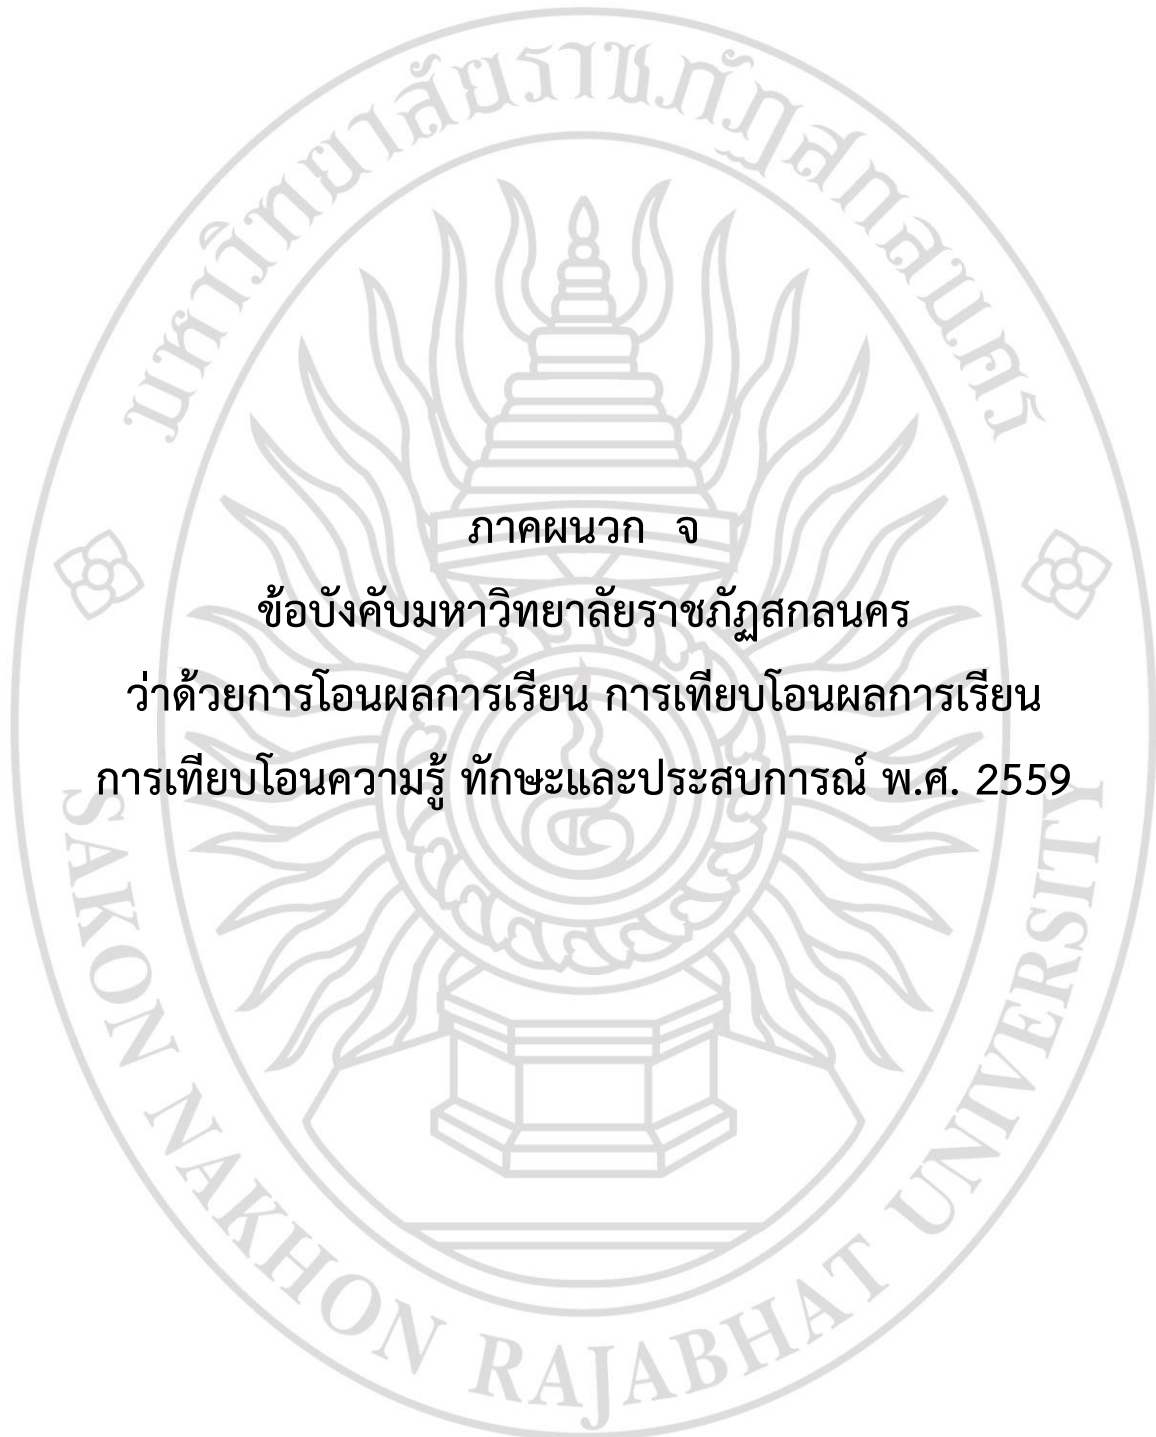 มหาวิทยาลัยราชภัฏสกลนคร
ภาคผนวก จ
ข้อบังคับมหาวิทยาลัยราชภัฏสกลนคร
ว่าด้วยการโอนผลการเรียน การเทียบโอนผลการเรียน
การเทียบโอนความรู้ ทักษะและประสบการณ์ พ.ศ. 2559
SAKON NAKHON RAJABHAT UNIVERSITY